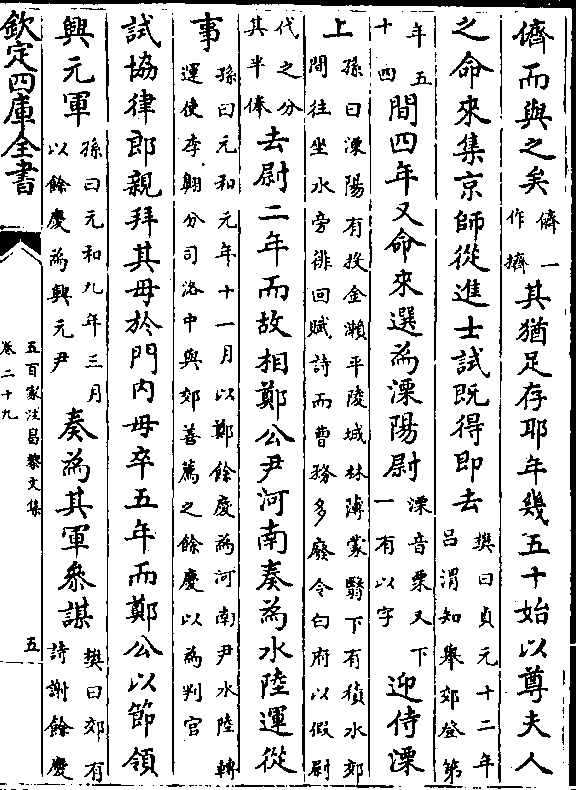 儕而與之矣儕一作擠其猶足存耶年幾五十始以尊夫人
之命來集京師從進士試既得即去樊曰貞元十二年呂渭知舉郊登第
年五十四間四年又命來選為溧陽尉溧音栗又下一有以字迎侍溧
上孫曰溧陽有投金瀨平陵城林薄蒙翳下有積水郊間往坐水旁徘回賦詩而曹務多廢令白府以假尉
代之分其半俸去尉二年而故相鄭公尹河南奏為水陸運從
事孫曰元和元年十一月以鄭餘慶為河南尹水陸轉運使李翺分司洛中與郊善薦之餘慶以為判官
試協律郎親拜其母於門内母卒五年而鄭公以節領
興元軍孫曰元和九年三月以餘慶為興元尹奏為其軍叅謀樊曰郊有詩謝餘慶
欽定四庫全書
五百家注昌黎文集
卷二十九
五